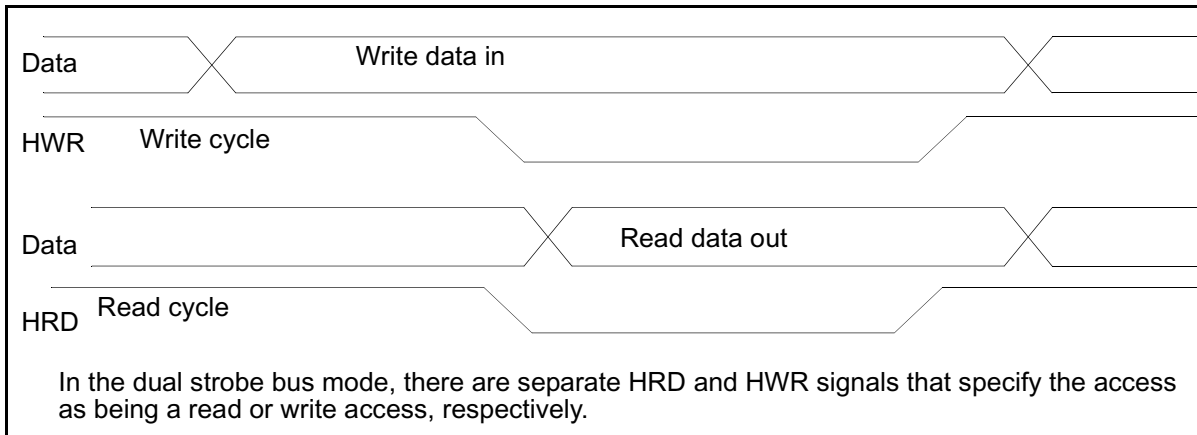 Data
Write data in
HWR
Write cycle
Data
Read data out
HRD
Read cycle
In the dual strobe bus mode, there are separate HRD and HWR signals that specify the access
as being a read or write access, respectively.